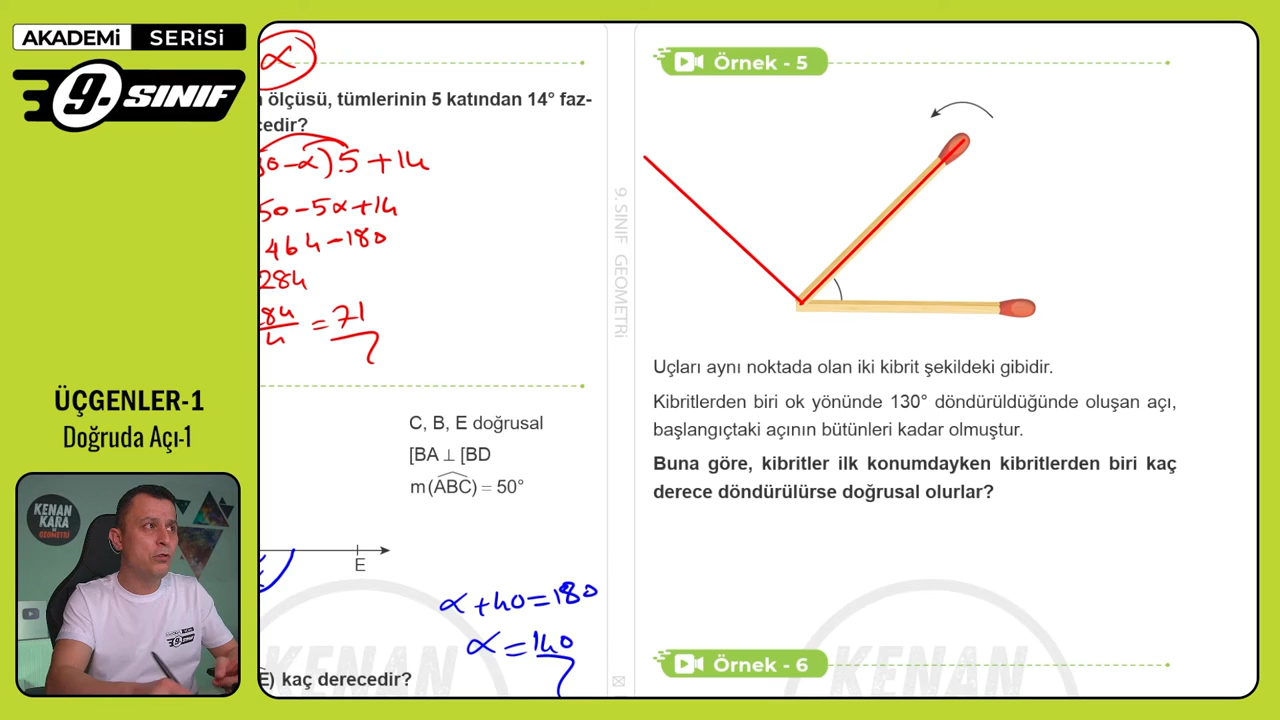 AKADEMİ SERİSİ
9. SINIF
ÜÇGENLER-1
Doğruda Açı-1
KENAN
KARA
GEOMETRİ
9.SINIF
α
ölçüsü, tümlerinin 5 katından 14° faz-
cedir?
0-α).5+14
50-5α+14
464-180
284
84/4 = 71
C, B, E doğrusal
[BA ⊥ [BD
m(ABC) = 50°
E
α+40=180
α=140
E) kaç derecedir?
KENAN
9. SINIF GEOMETRİ
Örnek - 5
Uçları aynı noktada olan iki kibrit şekildeki gibidir.
Kibritlerden biri ok yönünde 130° döndürüldüğünde oluşan açı,
başlangıçtaki açının bütünleri kadar olmuştur.
Buna göre, kibritler ilk konumdayken kibritlerden biri kaç
derece döndürülürse doğrusal olurlar?
KENAN
Örnek - 6